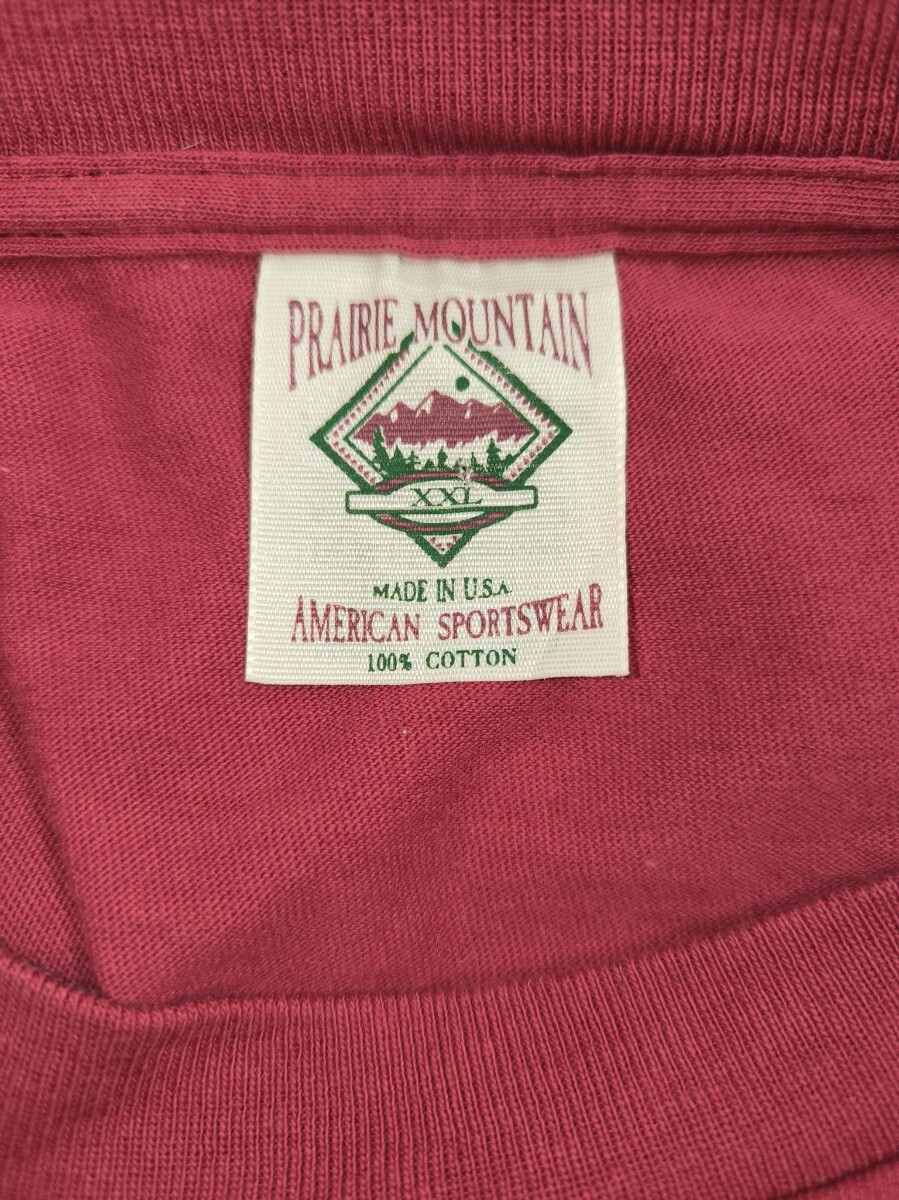 PRAIRIE MOUNTAIN
XXL
MADE IN U.S.A
AMERICAN SPORTSWEAR
100% COTTON